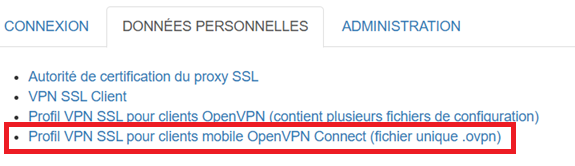 CONNEXION DONNÉES PERSONNELLES ADMINISTRATION
Autorité de certification du proxy SSL
VPN SSL Client
Profil VPN SSL pour clients OpenVPN (contient plusieurs fichiers de configuration)
Profil VPN SSL pour clients mobile OpenVPN Connect (fichier unique .ovpn)